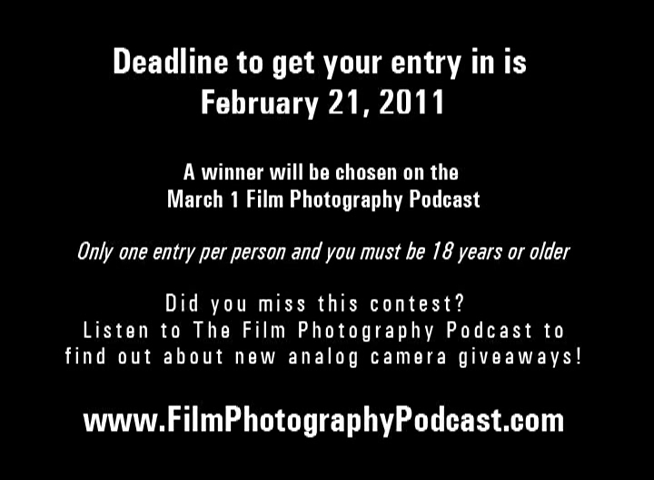 Deadline to get your entry in is
February 21, 2011
A winner will be chosen on the
March 1 Film Photography Podcast
Only one entry per person and you must be 18 years or older
Did you miss this contest?
Listen to The Film Photography Podcast to
find out about new analog camera giveaways!
www.FilmPhotographyPodcast.com